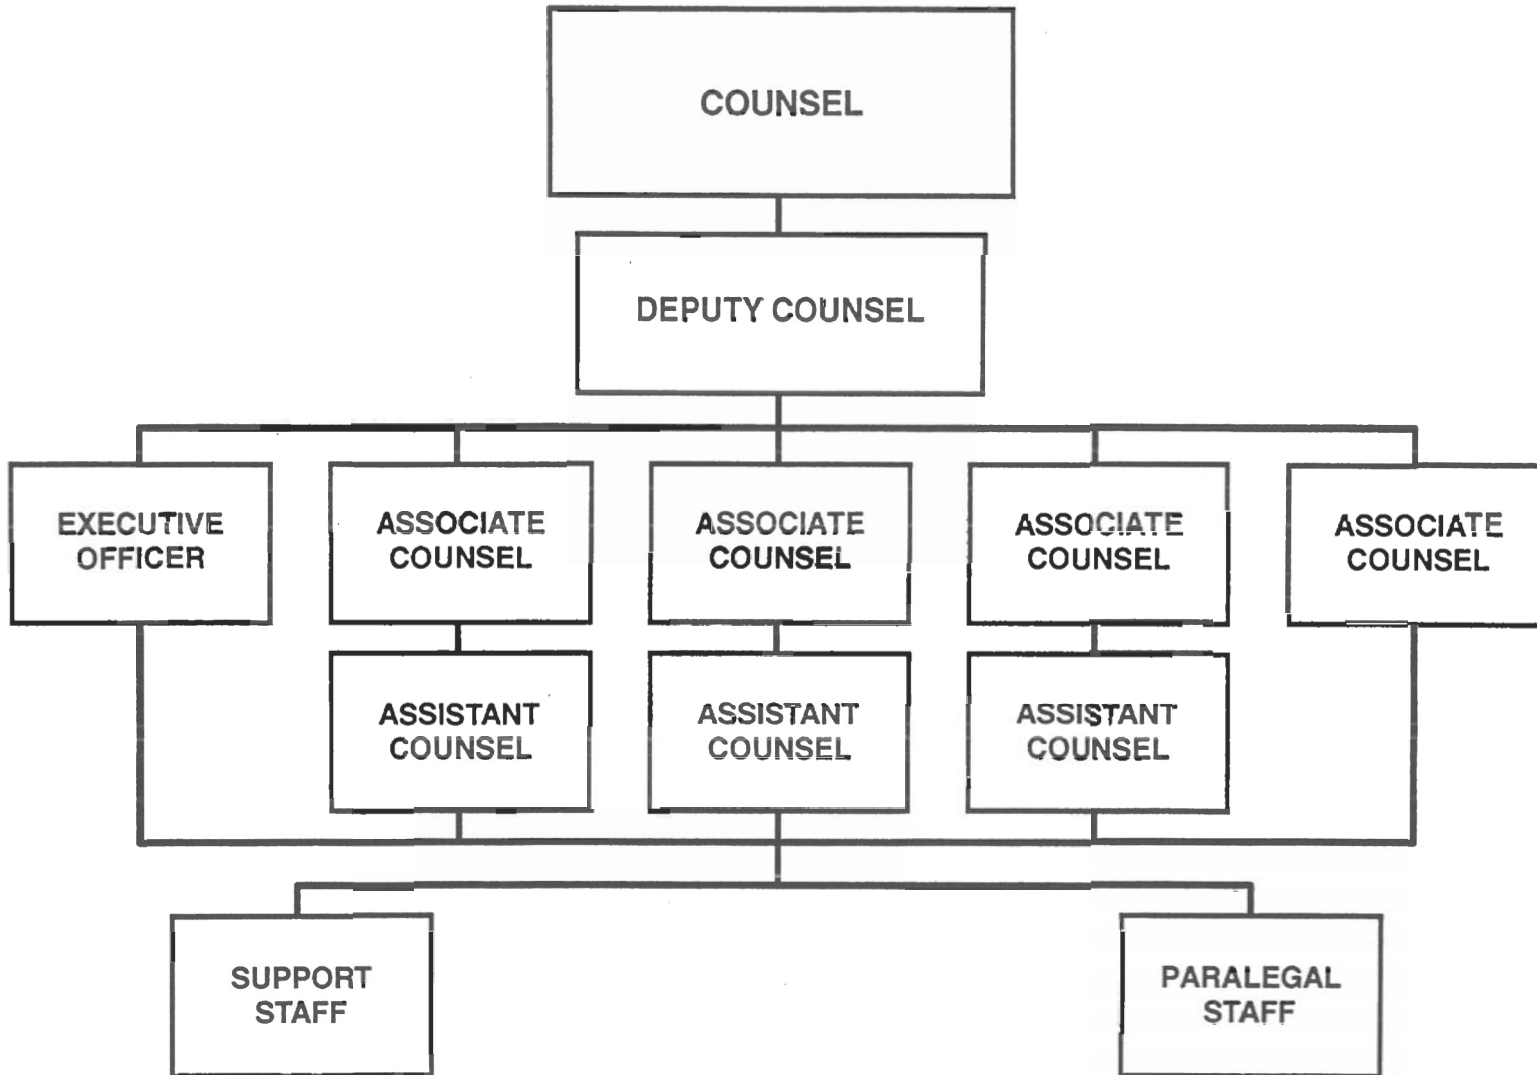 COUNSEL
DEPUTY COUNSEL
EXECUTIVE
OFFICER
ASSOCIATE
COUNSEL
ASSOCIATE
COUNSEL
ASSOCIATE
COUNSEL
ASSOCIATE
COUNSEL
ASSISTANT
COUNSEL
ASSISTANT
COUNSEL
ASSISTANT
COUNSEL
SUPPORT
STAFF
PARALEGAL
STAFF